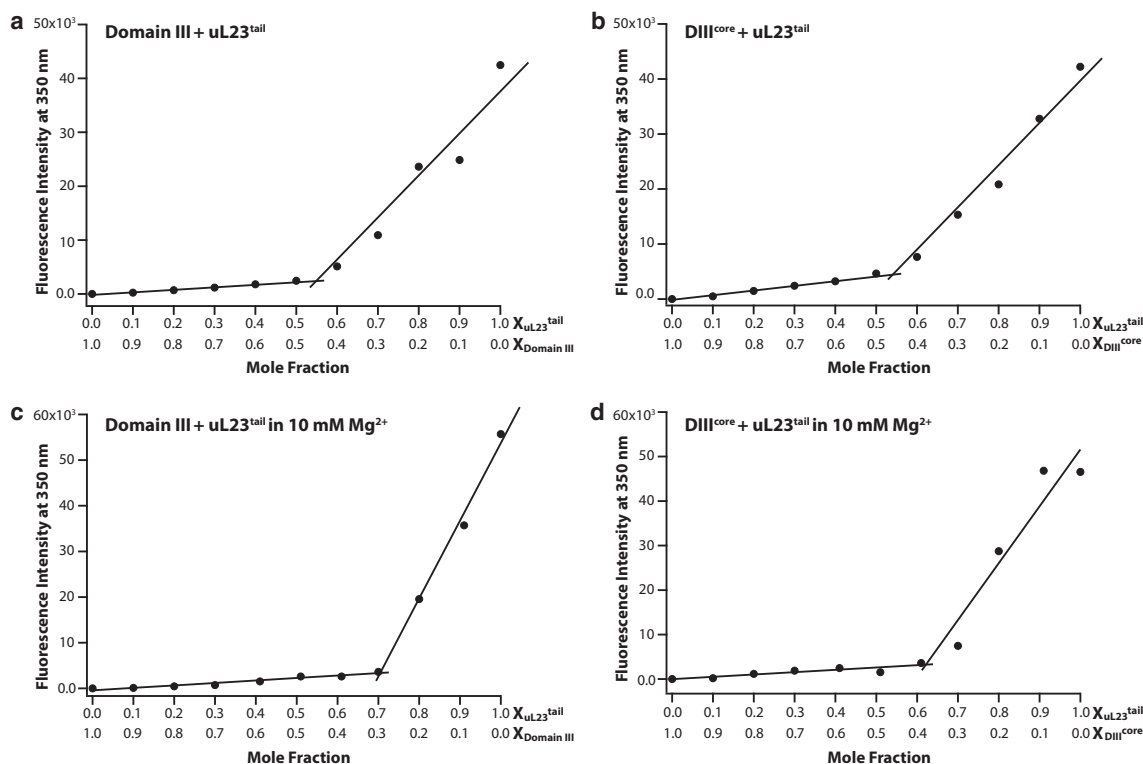 a
Domain III + uL23tail
Fluorescence Intensity at 350 nm
50x10³
40
30
20
10
0.0
0.0 0.1 0.2 0.3 0.4 0.5 0.6 0.7 0.8 0.9 1.0 XuL23tail
1.0 0.9 0.8 0.7 0.6 0.5 0.4 0.3 0.2 0.1 0.0 XDomain III
Mole Fraction
b
DIIIcore + uL23tail
Fluorescence Intensity at 350 nm
50x10³
40
30
20
10
0.0
0.0 0.1 0.2 0.3 0.4 0.5 0.6 0.7 0.8 0.9 1.0 XuL23tail
1.0 0.9 0.8 0.7 0.6 0.5 0.4 0.3 0.2 0.1 0.0 XDIIIcore
Mole Fraction
c
Domain III + uL23tail in 10 mM Mg2+
Fluorescence Intensity at 350 nm
60x10³
50
40
30
20
10
0.0
0.0 0.1 0.2 0.3 0.4 0.5 0.6 0.7 0.8 0.9 1.0 XuL23tail
1.0 0.9 0.8 0.7 0.6 0.5 0.4 0.3 0.2 0.1 0.0 XDomain III
Mole Fraction
d
DIIIcore + uL23tail in 10 mM Mg2+
Fluorescence Intensity at 350 nm
60x10³
50
40
30
20
10
0.0
0.0 0.1 0.2 0.3 0.4 0.5 0.6 0.7 0.8 0.9 1.0 XuL23tail
1.0 0.9 0.8 0.7 0.6 0.5 0.4 0.3 0.2 0.1 0.0 XDIIIcore
Mole Fraction